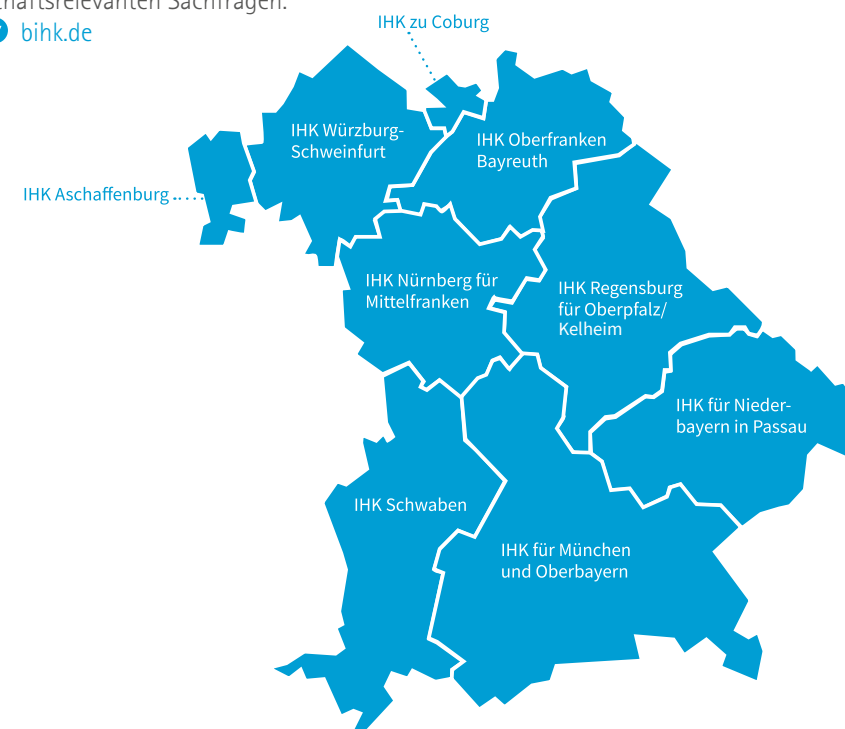 Sachfragen.
bihk.de
IHK zu Coburg
IHK Würzburg-
Schweinfurt
IHK Oberfranken
Bayreuth
IHK Aschaffenburg
IHK Nürnberg für
Mittelfranken
IHK Regensburg
für Oberpfalz/
Kelheim
IHK für Nieder-
bayern in Passau
IHK Schwaben
IHK für München
und Oberbayern